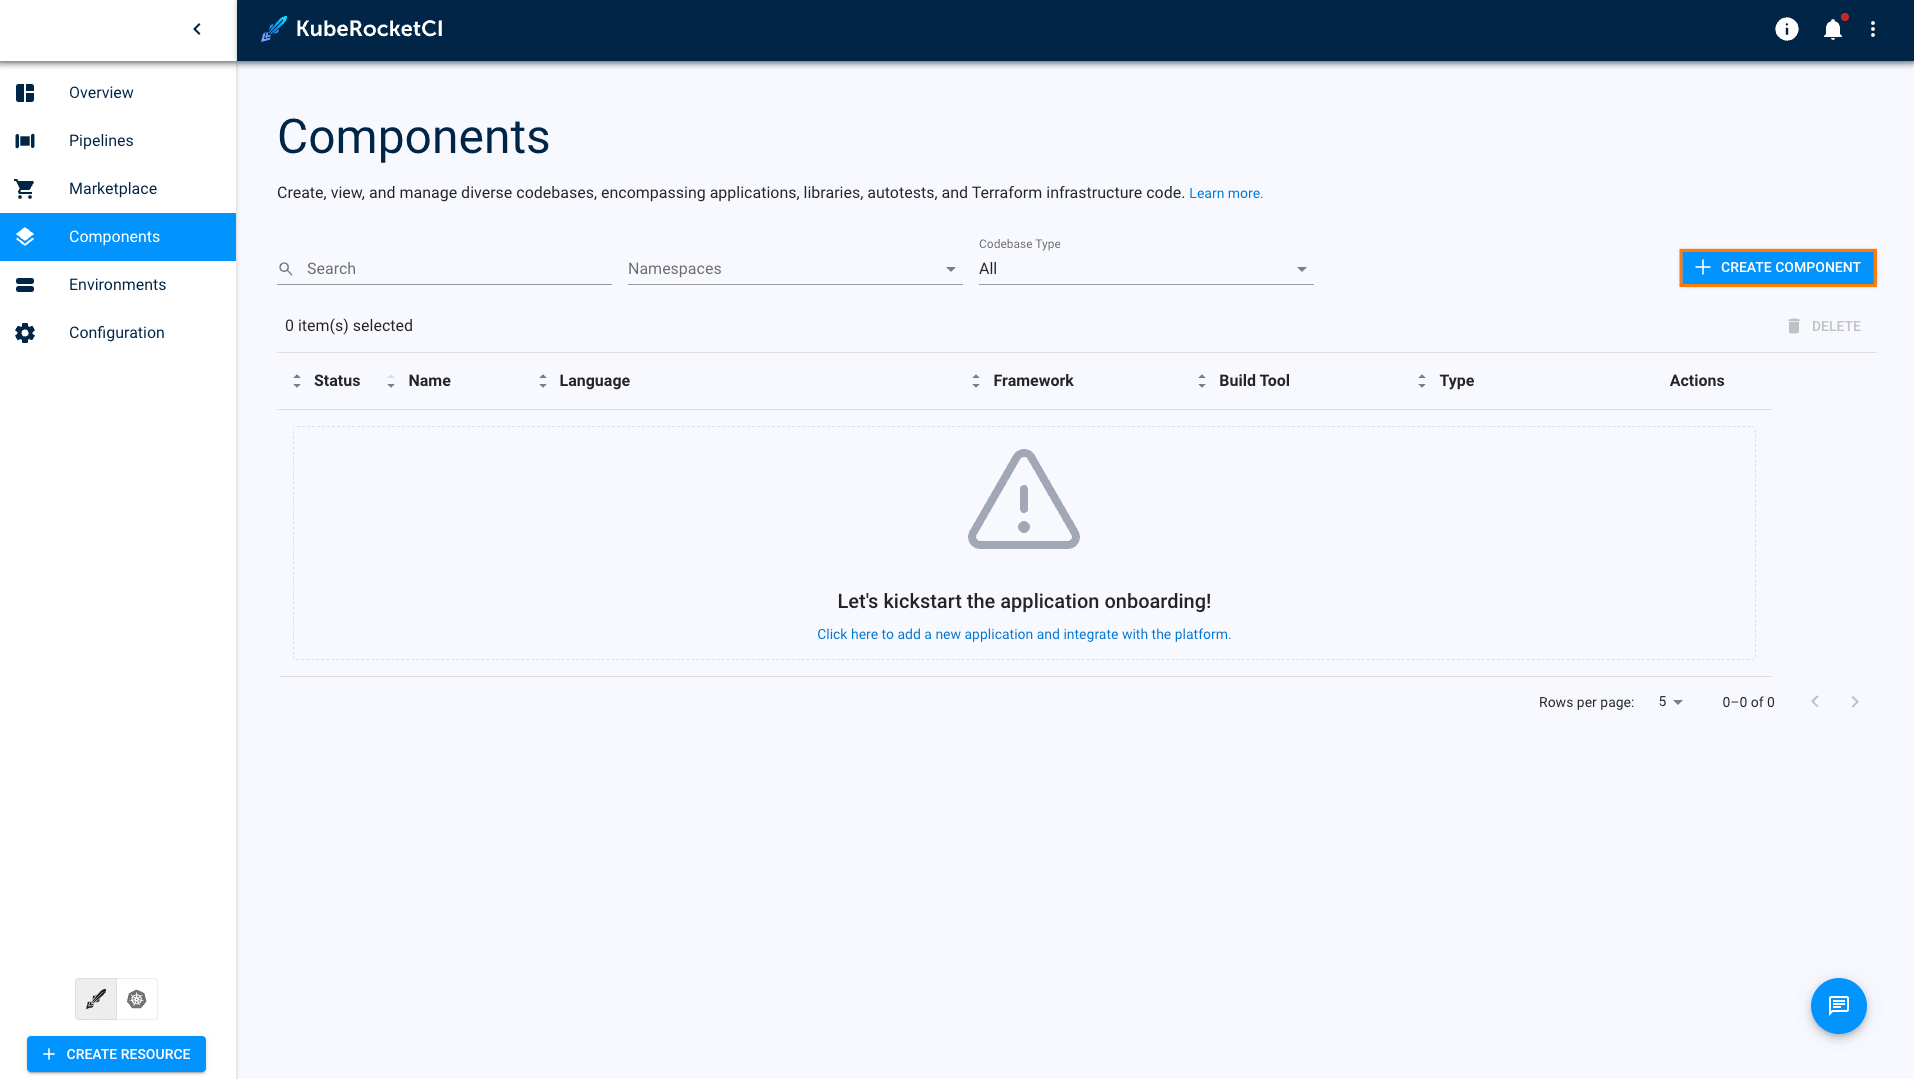 KubeRocketCI
Overview
Pipelines
Marketplace
Components
Environments
Configuration
CREATE RESOURCE
Components
Create, view, and manage diverse codebases, encompassing applications, libraries, autotests, and Terraform infrastructure code. Learn more.
Codebase Type
Search Namespaces All CREATE COMPONENT
0 item(s) selected DELETE
Status Name Language Framework Build Tool Type Actions
Let's kickstart the application onboarding!
Click here to add a new application and integrate with the platform.
Rows per page: 5 0–0 of 0